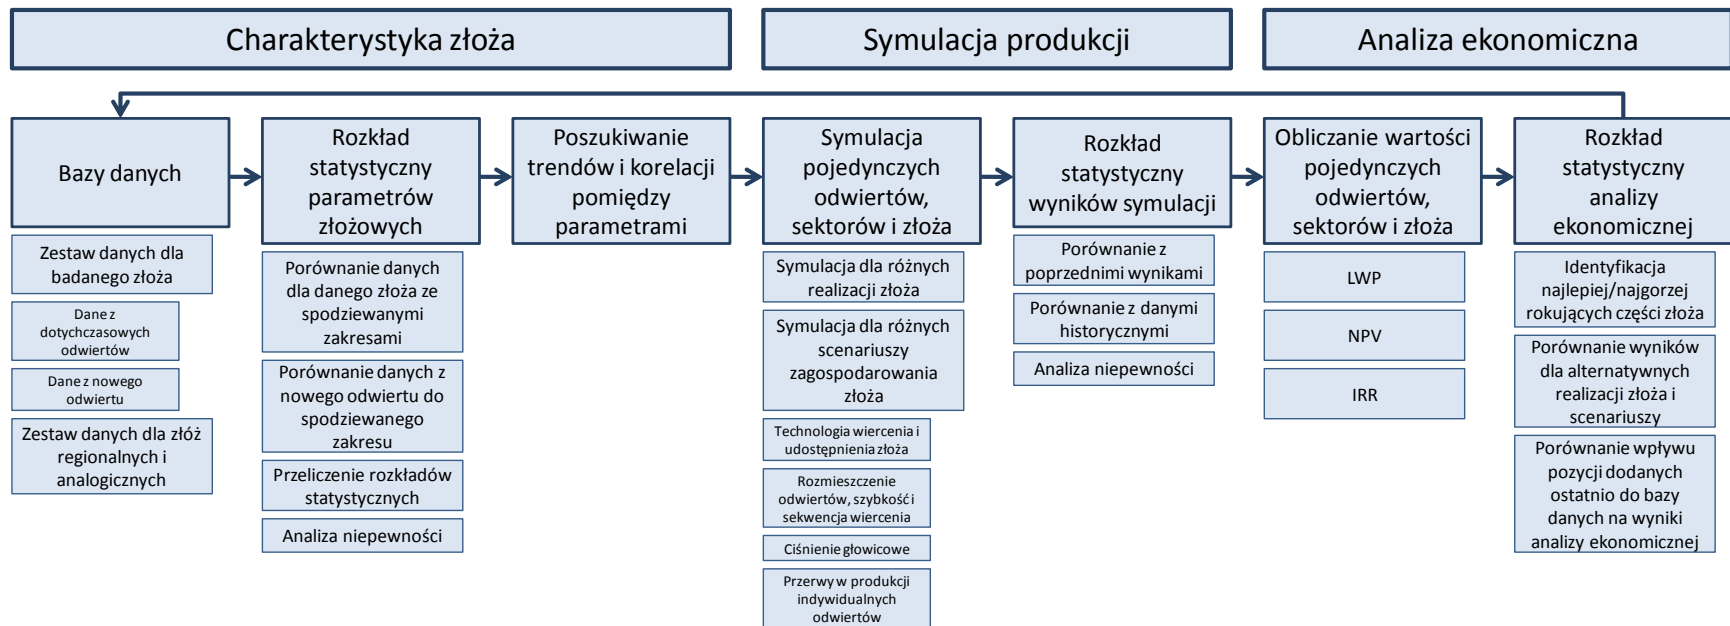 Charakterystyka złoża
Symulacja produkcji
Analiza ekonomiczna
Bazy danych
Zestaw danych dla
badanego złoża
Dane z
dotychczasowych
odwiertów
Dane z nowego
odwiertu
Zestaw danych dla złóż
regionalnych i
analogicznych
Rozkład
statystyczny
parametrów
złożowych
Porównanie danych
dla danego złoża ze
spodziewanymi
zakresami
Porównanie danych z
nowego odwiertu do
spodziewanego
zakresu
Przeliczenie rozkładów
statystycznych
Analiza niepewności
Poszukiwanie
trendów i korelacji
pomiędzy
parametrami
Symulacja
pojedynczych
odwiertów,
sektorów i złoża
Symulacja dla różnych
realizacji złoża
Symulacja dla różnych
scenariuszy
zagospodarowania
złoża
Technologia wiercenia i
udostępnienia złoża
Rozmieszczenie
odwiertów, szybkość i
sekwencja wiercenia
Ciśnienie głowicowe
Przerwy w produkcji
indywidualnych
odwiertów
Rozkład
statystyczny
wyników symulacji
Porównanie z
poprzednimi wynikami
Porównanie z danymi
historycznymi
Analiza niepewności
Obliczanie wartości
pojedynczych
odwiertów,
sektorów i złoża
LWP
NPV
IRR
Rozkład
statystyczny
analizy
ekonomicznej
Identyfikacja
najlepiej/najgorzej
rokujących części złoża
Porównanie wyników
dla alternatywnych
realizacji złoża i
scenariuszy
Porównanie wpływu
pozycji dodanych
ostatnio do bazy
danych na wyniki
analizy ekonomicznej